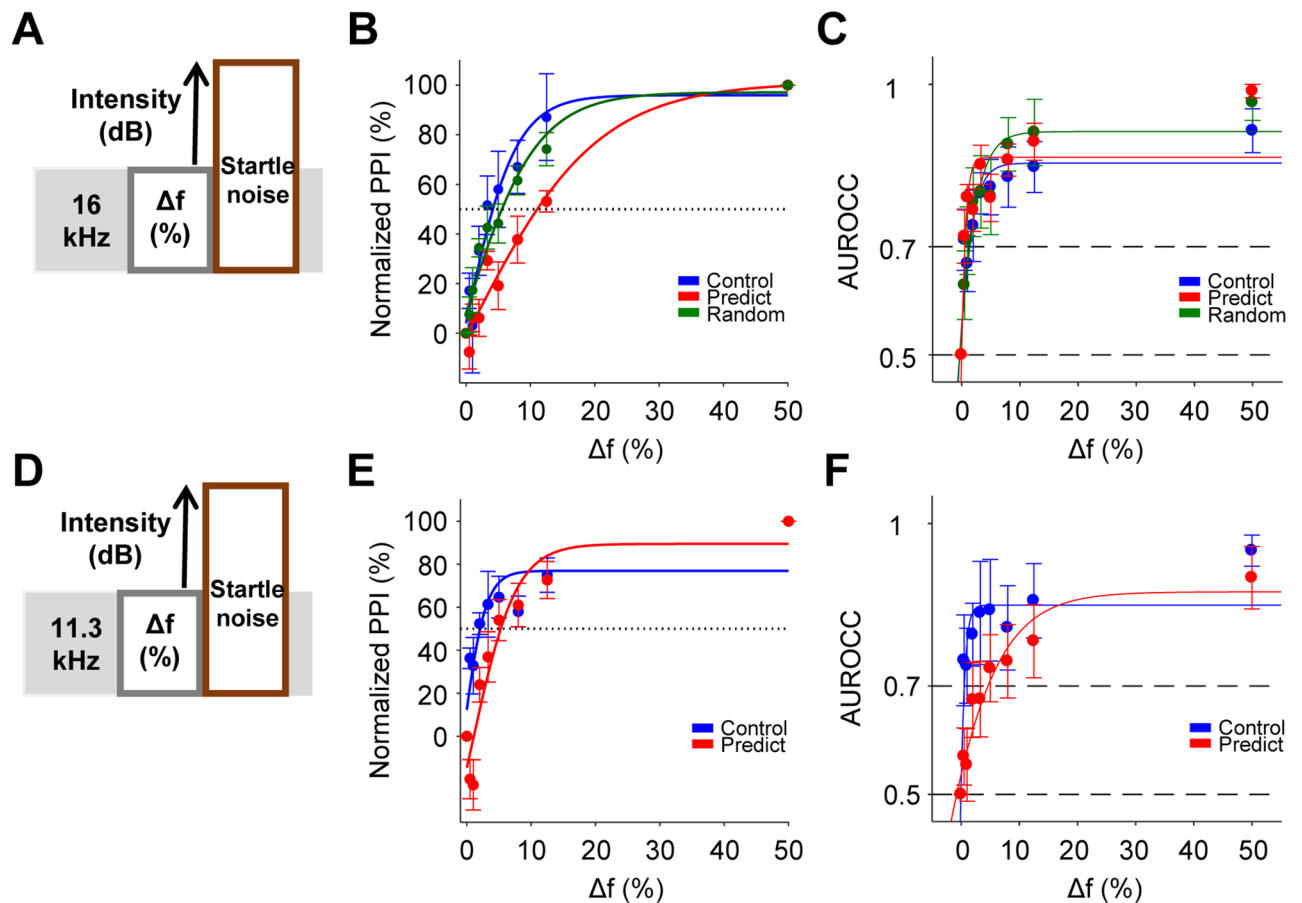 A
Intensity
(dB)
16
kHz
Δf
(%)
Startle
noise
B
Normalized PPI (%)
100
80
60
40
20
0
Control
Predict
Random
0 10 20 30 40 50
Δf (%)
C
AUROCC
1
0.7
0.5
Control
Predict
Random
0 10 20 30 40 50
Δf (%)
D
Intensity
(dB)
11.3
kHz
Δf
(%)
Startle
noise
E
Normalized PPI (%)
100
80
60
40
20
0
Control
Predict
0 10 20 30 40 50
Δf (%)
F
AUROCC
1
0.7
0.5
Control
Predict
0 10 20 30 40 50
Δf (%)